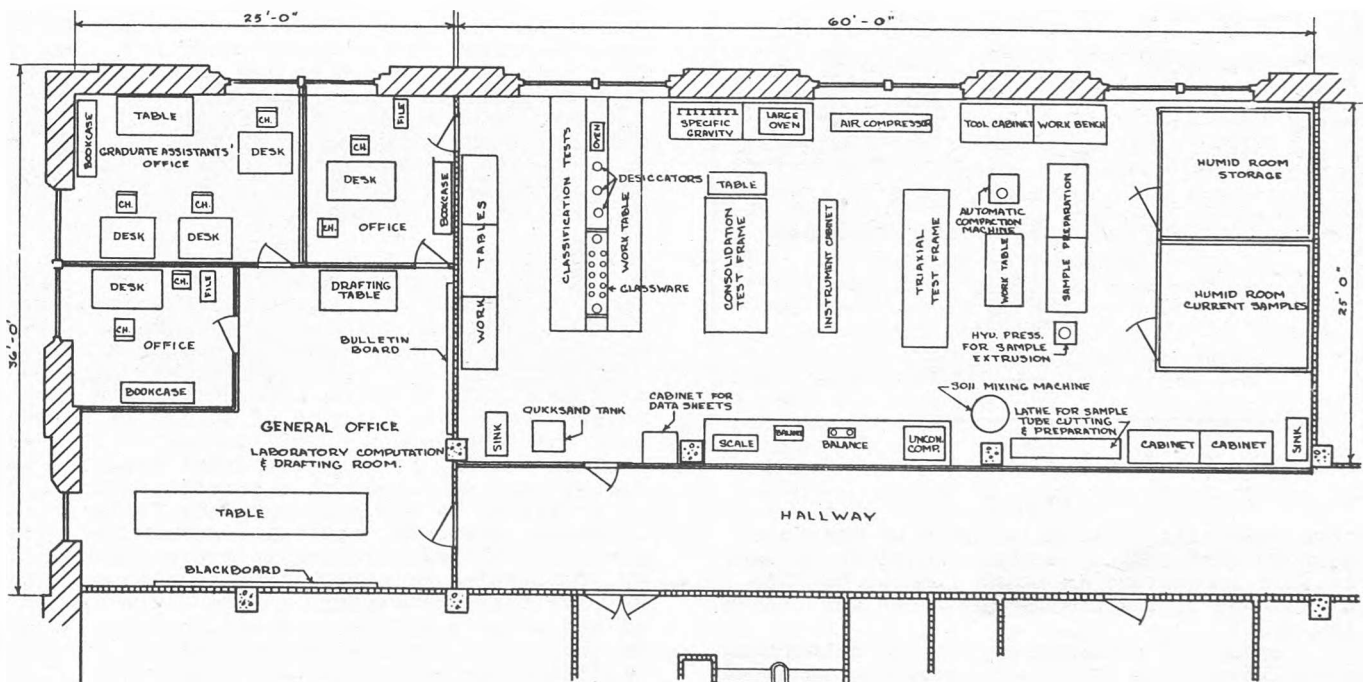 25'-0"
60'-0"
36'-0'
25'0"
BOOKCASE
TABLE
CH.
GRADUATE ASSISTANTS'
OFFICE
DESK
CH.
CH.
DESK
DESK
FILE
CH.
DESK
BOOKCASE
CH.
OFFICE
DESK
CH.
FILE
CH.
OFFICE
BOOKCASE
DRAFTING
TABLE
BULLETIN
BOARD
GENERAL OFFICE
LABORATORY COMPUTATION
& DRAFTING ROOM.
TABLE
BLACKBOARD
WORK TABLES
CLASSIFICATION TESTS
OVEN
DESICCATORS
WORK TABLE
CLASSWARE
SPECIFIC
GRAVITY
LARGE
OVEN
TABLE
CONSOLIDATION
TEST FRAME
AIR COMPRESSOR
INSTRUMENT CABINET
TRIAXIAL
TEST FRAME
TOOL CABINET
WORK BENCH
AUTOMATIC
COMPACTION
MACHINE
WORK TABLE
SAMPLE PREPARATION
HYD. PRESS.
FOR SAMPLE
EXTRUSION
HUMID ROOM
STORAGE
HUMID ROOM
CURRENT SAMPLES
SINK
QUICKSAND TANK
CABINET FOR
DATA SHEETS
SCALE
BALANCE
BALANCE
UNCON.
COMP.
SOIL MIXING MACHINE
LATHE FOR SAMPLE
TUBE CUTTING
& PREPARATION
CABINET
CABINET
SINK
HALLWAY